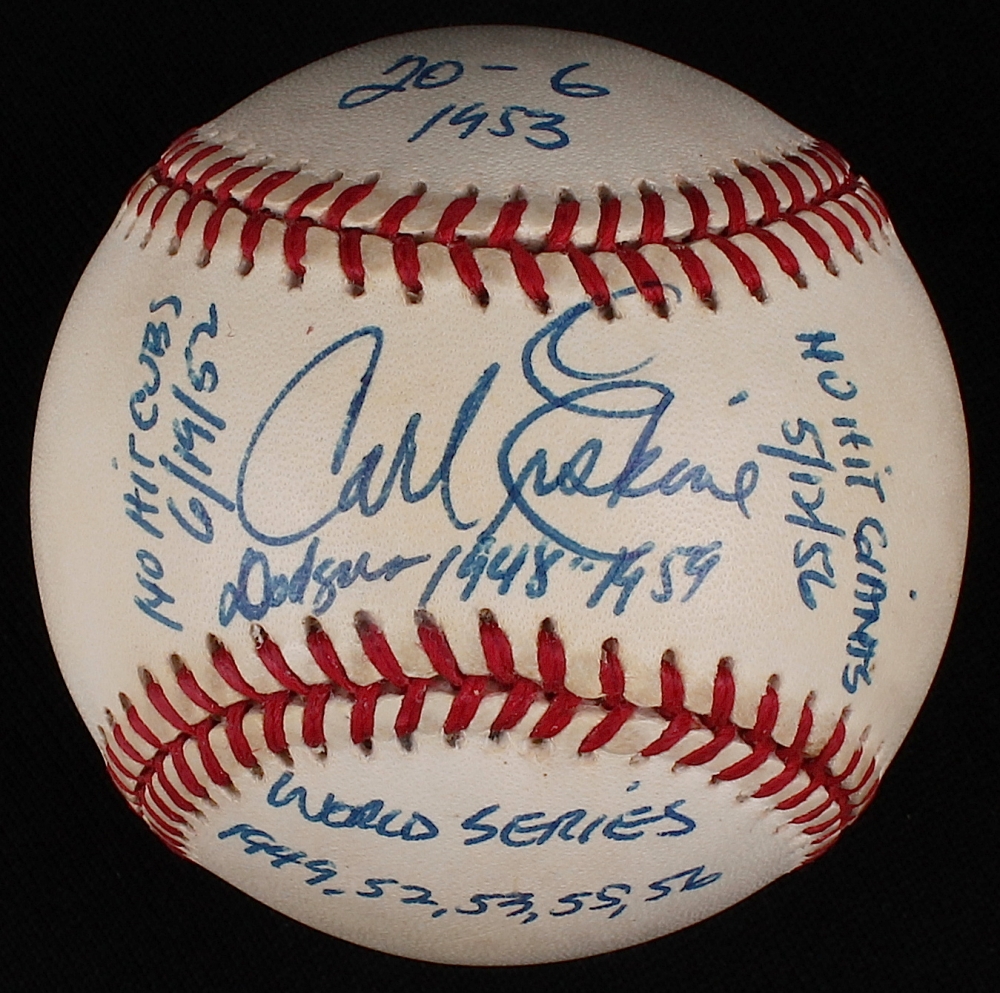 20-6
1953
NO HIT CUBS
6/19/52
Carl Erskine
Dodgers 1948-1959
NO HIT GIANTS
5/12/56
WORLD SERIES
1949, 52, 53, 55, 56